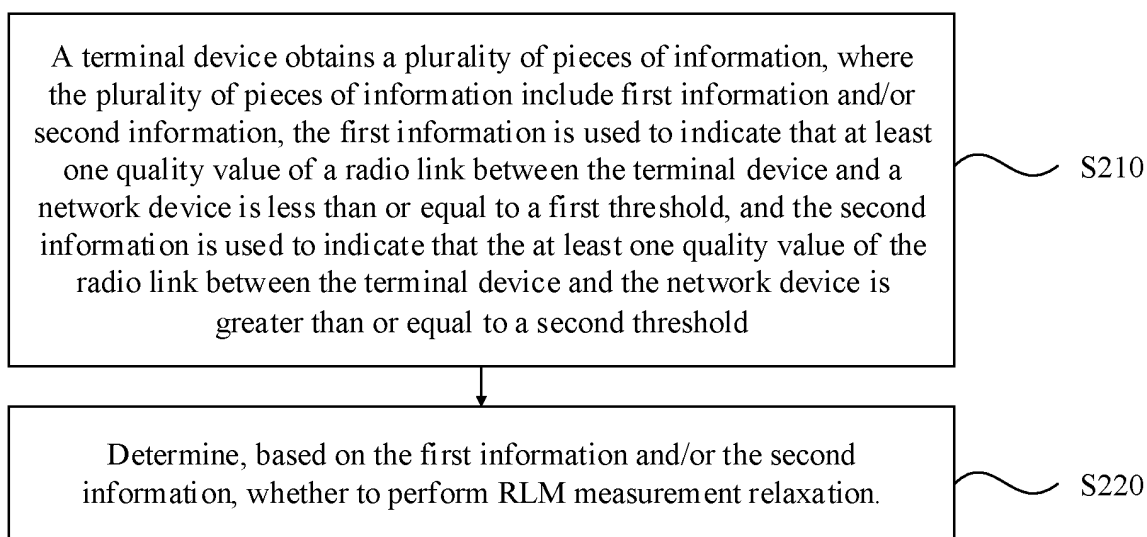 A terminal device obtains a plurality of pieces of information, where
the plurality of pieces of information include first information and/or
second information, the first information is used to indicate that at least
one quality value of a radio link between the terminal device and a
network device is less than or equal to a first threshold, and the second
information is used to indicate that the at least one quality value of the
radio link between the terminal device and the network device is
greater than or equal to a second threshold
S210
Determine, based on the first information and/or the second
information, whether to perform RLM measurement relaxation.
S220